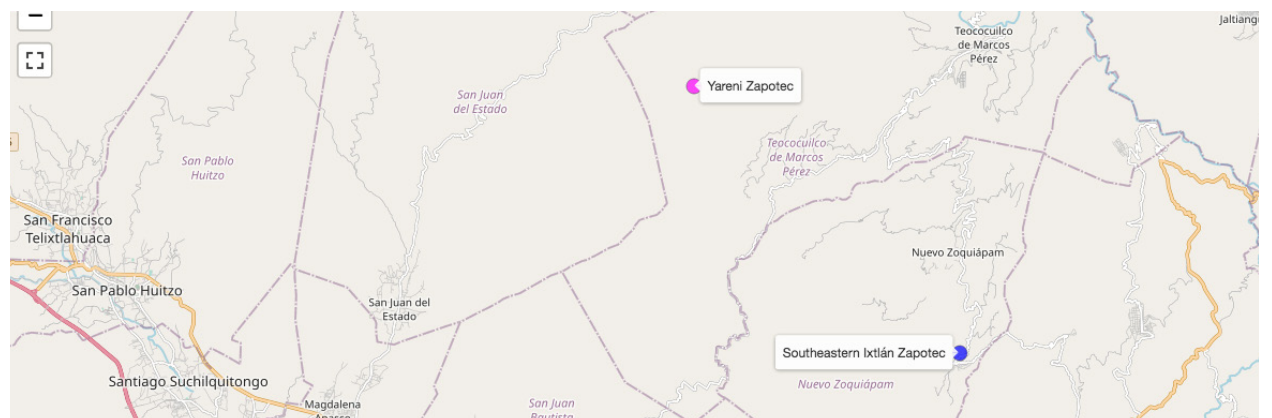 Jaltiang
Teococuilco
de Marcos
Pérez
Yareni Zapotec
San Juan
del Estado
Teococuilco
de Marcos
Pérez
San Pablo
Huitzo
San Francisco
Telixtlahuaca
Nuevo Zoquiápam
San Pablo Huitzo
San Juan del
Estado
Southeastern Ixtlán Zapotec
Nuevo Zoquiápam
Santiago Suchilquitongo
Magdalena
San Juan